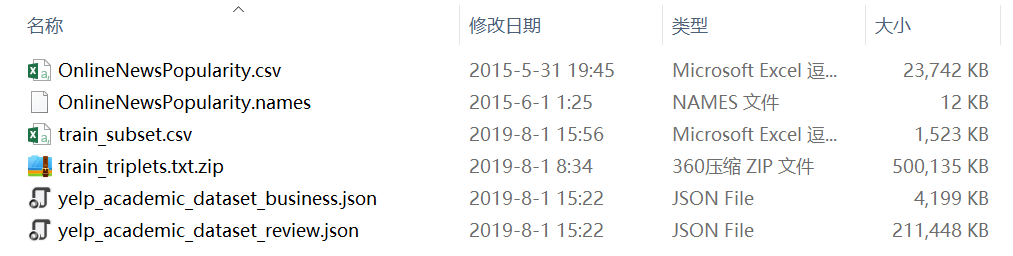 名称 修改日期 类型 大小
OnlineNewsPopularity.csv 2015-5-31 19:45 Microsoft Excel 逗... 23,742 KB
OnlineNewsPopularity.names 2015-6-1 1:25 NAMES 文件 12 KB
train_subset.csv 2019-8-1 15:56 Microsoft Excel 逗... 1,523 KB
train_triplets.txt.zip 2019-8-1 8:34 360压缩 ZIP 文件 500,135 KB
yelp_academic_dataset_business.json 2019-8-1 15:22 JSON File 4,199 KB
yelp_academic_dataset_review.json 2019-8-1 15:22 JSON File 211,448 KB